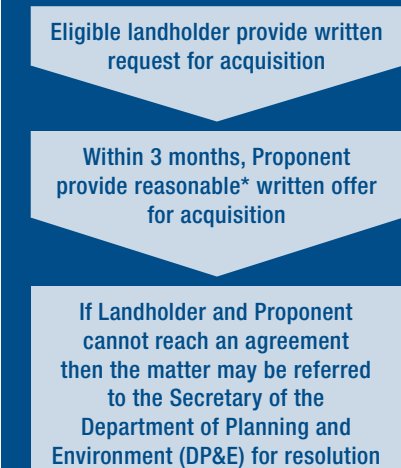 Eligible landholder provide written
request for acquisition
Within 3 months, Proponent
provide reasonable* written offer
for acquisition
If Landholder and Proponent
cannot reach an agreement
then the matter may be referred
to the Secretary of the
Department of Planning and
Environment (DP&E) for resolution